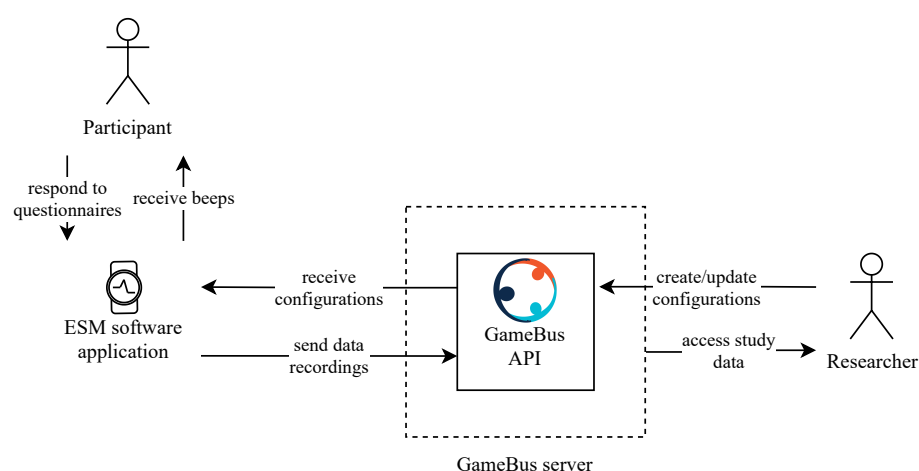 Participant
respond to
questionnaires
receive beeps
ESM software
application
receive
configurations
send data
recordings
GameBus
API
GameBus server
create/update
configurations
access study
data
Researcher